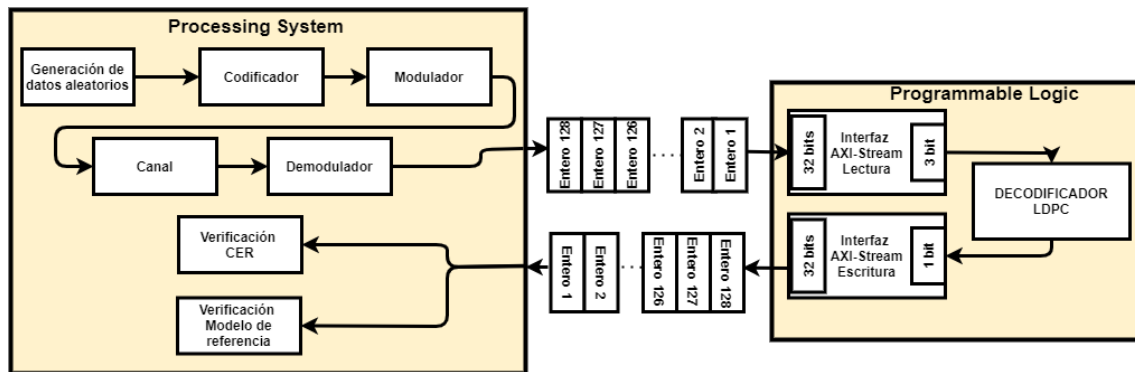 Processing System
Generación de
datos aleatorios
Codificador
Modulador
Canal
Demodulador
Verificación
CER
Verificación
Modelo de
referencia
Entero 128
Entero 127
Entero 126
Entero 2
Entero 1
Entero 1
Entero 2
Entero 126
Entero 127
Entero 128
Programmable Logic
32 bits
Interfaz
AXI-Stream
Lectura
3 bit
DECODIFICADOR
LDPC
32 bits
Interfaz
AXI-Stream
Escritura
1 bit